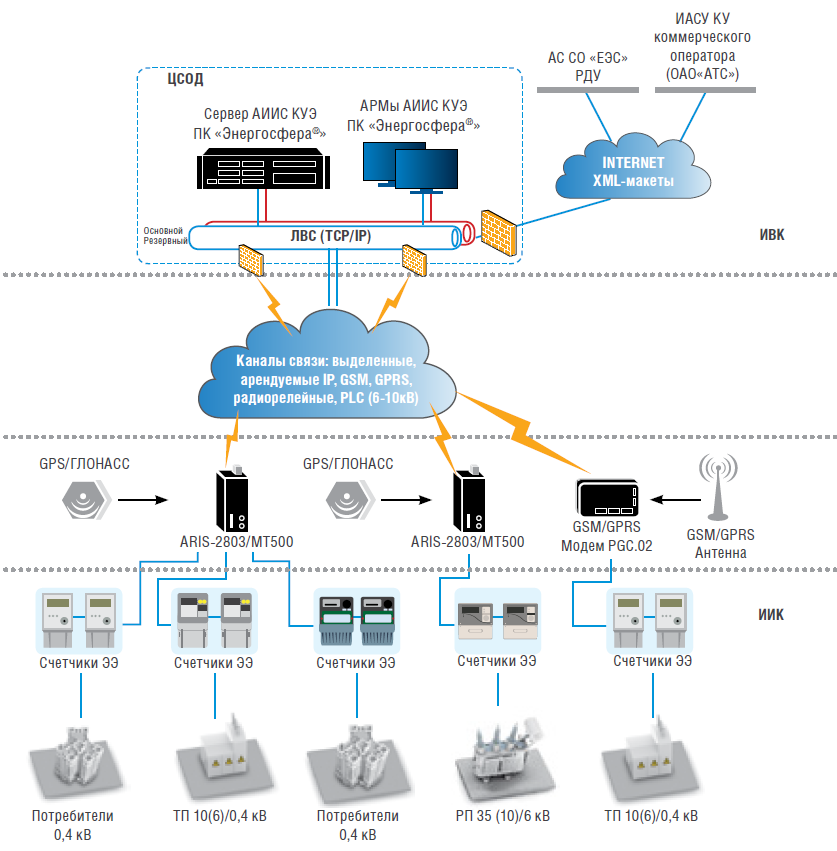 ЦСОД
Сервер АИИС КУЭ
ПК «Энергосфера®»
АРМы АИИС КУЭ
ПК «Энергосфера®»
АС СО «ЕЭС»
РДУ
ИАСУ КУ
коммерческого
оператора
(ОАО«АТС»)
INTERNET
XML-макеты
Основной
Резервный
ЛВС (TCP/IP)
ИВК
Каналы связи: выделенные,
арендуемые IP, GSM, GPRS,
радиорелейные, PLC (6-10кВ)
GPS/ГЛОНАСС
ARIS-2803/МТ500
GPS/ГЛОНАСС
ARIS-2803/МТ500
GSM/GPRS
Модем PGC.02
GSM/GPRS
Антенна
ИИК
Счетчики ЭЭ
Счетчики ЭЭ
Счетчики ЭЭ
Счетчики ЭЭ
Счетчики ЭЭ
Потребители
0,4 кВ
ТП 10(6)/0,4 кВ
Потребители
0,4 кВ
РП 35 (10)/6 кВ
ТП 10(6)/0,4 кВ